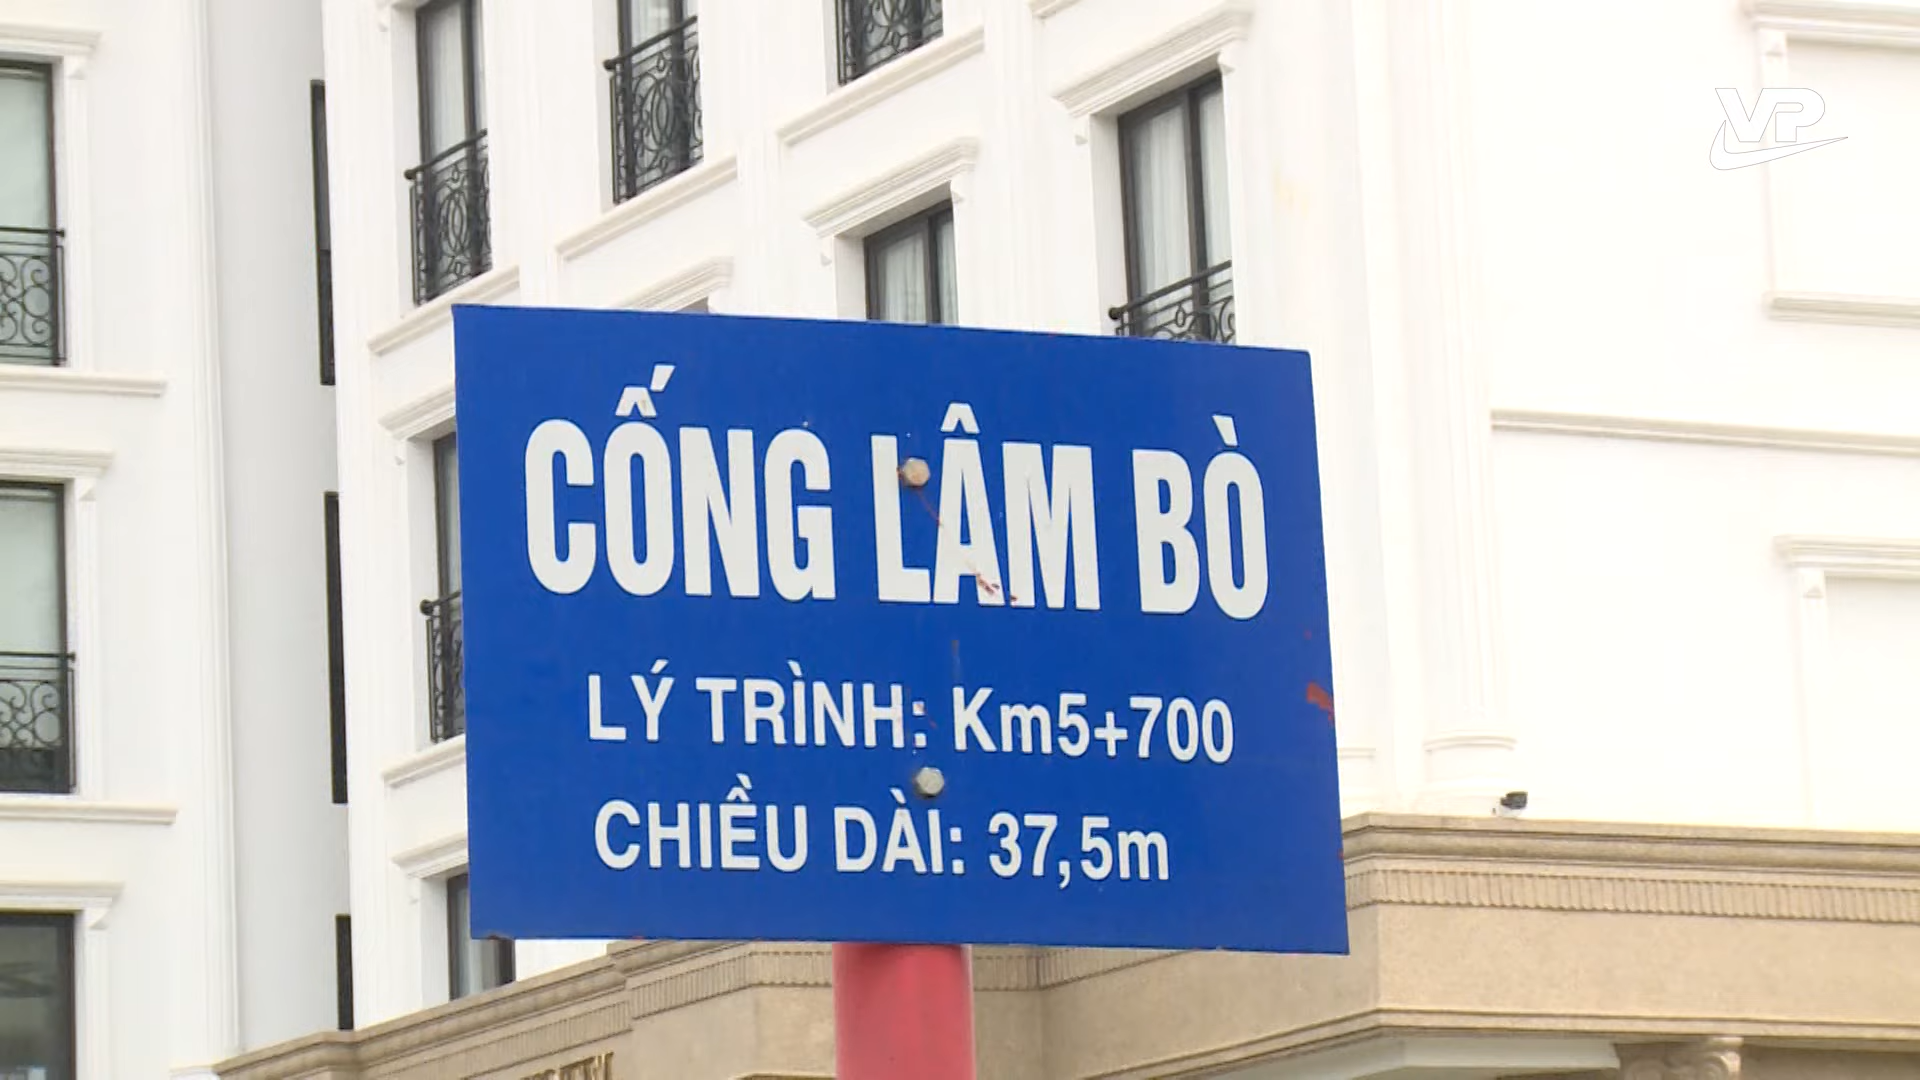 VP
CỐNG LÂM BÒ
LÝ TRÌNH: Km5+700
CHIỀU DÀI: 37,5m